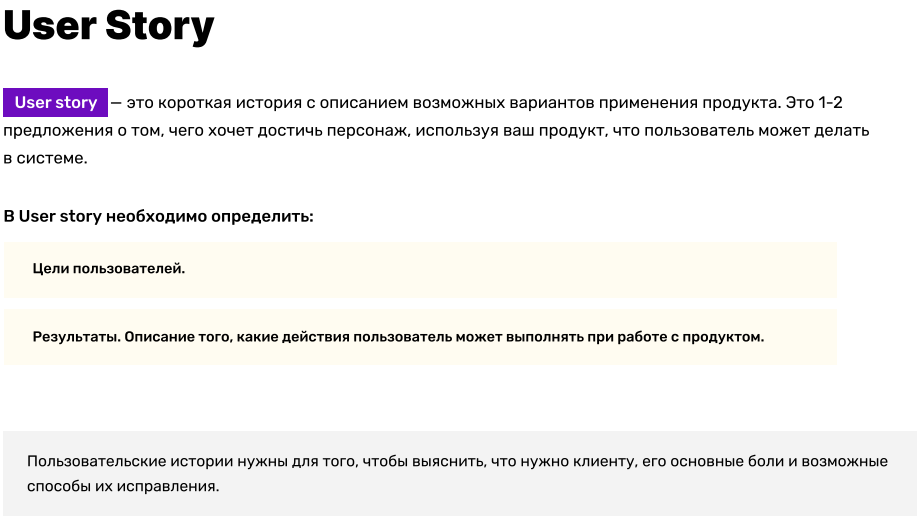 User Story
User story — это короткая история с описанием возможных вариантов применения продукта. Это 1-2
предложения о том, чего хочет достичь персонаж, используя ваш продукт, что пользователь может делать
в системе.
В User story необходимо определить:
Цели пользователей.
Результаты. Описание того, какие действия пользователь может выполнять при работе с продуктом.
Пользовательские истории нужны для того, чтобы выяснить, что нужно клиенту, его основные боли и возможные
способы их исправления.